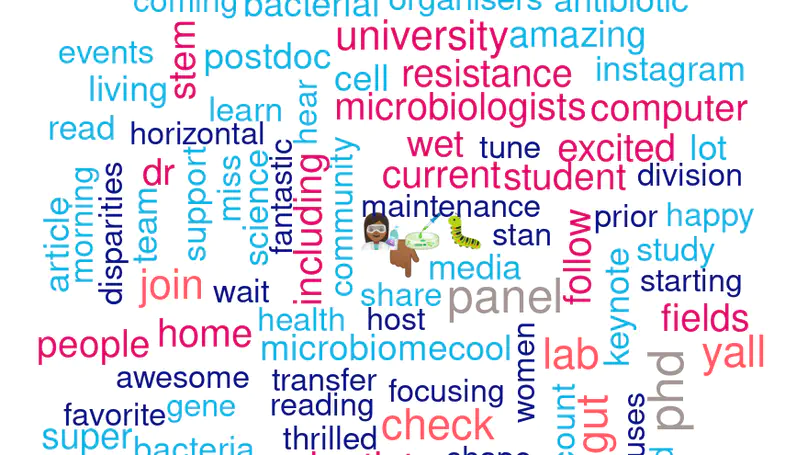 coming bacterial organisers antibiotic
university amazing
events stem postdoc
cell resistance instagram
living learn hear microbiologists computer
read horizontal wet tune excited lot
dr support miss science fantastic including community current student division
article morning disparities team maintenance
stan follow prior happy
media keynote study
join wait share panel starting
health host fields
people home microbiome cool women lab yall
awesome transfer focusing phd
favorite gene reading check count gut uses
super bacteria thrilled